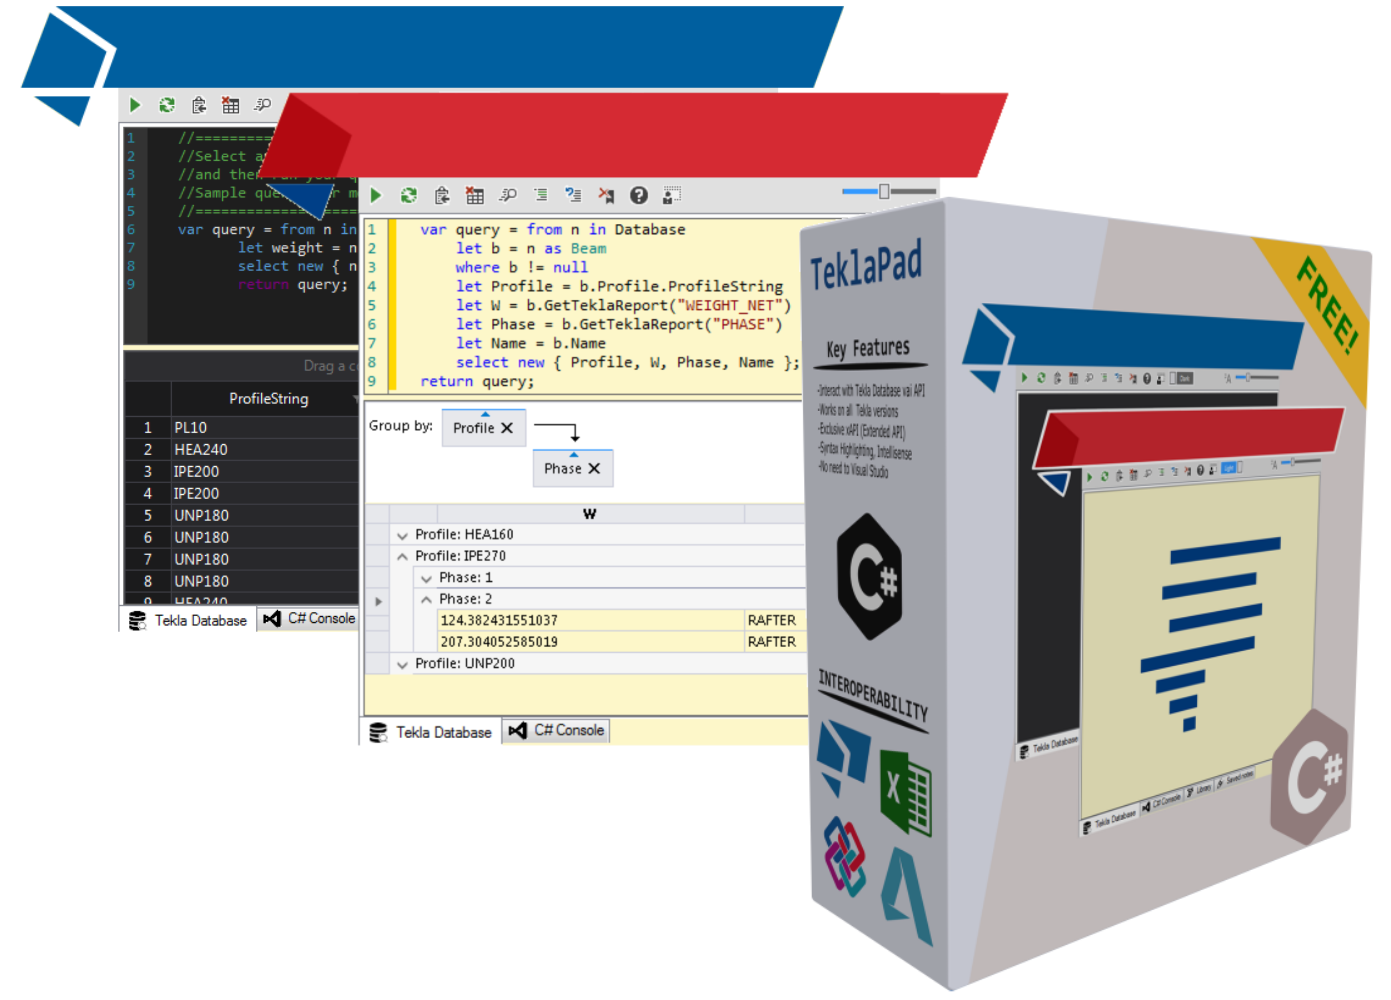 1 //=========
2 //Select a
3 //and then run your q
4 //Sample que r m
5 //==================
6 var query = from n in
7 let weight = n
8 select new { n
9 return query;
Drag a c
ProfileString
1 PL10
2 HEA240
3 IPE200
4 IPE200
5 UNP180
6 UNP180
7 UNP180
8 UNP180
9 HEA240
Tekla Database C# Console
1 var query = from n in Database
2 let b = n as Beam
3 where b != null
4 let Profile = b.Profile.ProfileString
5 let W = b.GetTeklaReport("WEIGHT_NET")
6 let Phase = b.GetTeklaReport("PHASE")
7 let Name = b.Name
8 select new { Profile, W, Phase, Name };
9 return query;
Group by: Profile
Phase
W
Profile: HEA160
Profile: IPE270
Phase: 1
Phase: 2
124.382431551037 RAFTER
207.304052585019 RAFTER
Profile: UNP200
Tekla Database C# Console
TeklaPad
Key Features
-Interact with Tekla Database vai API
-Works on all Tekla versions
-Exclusive xAPI (Extended API)
-Syntax Highlighting, Intellisense
-No need to Visual Studio
C#
INTEROPERABILITY
X
FREE!
Dark
Light
Tekla Database
Tekla Database C# Console Library Saved notes
C#